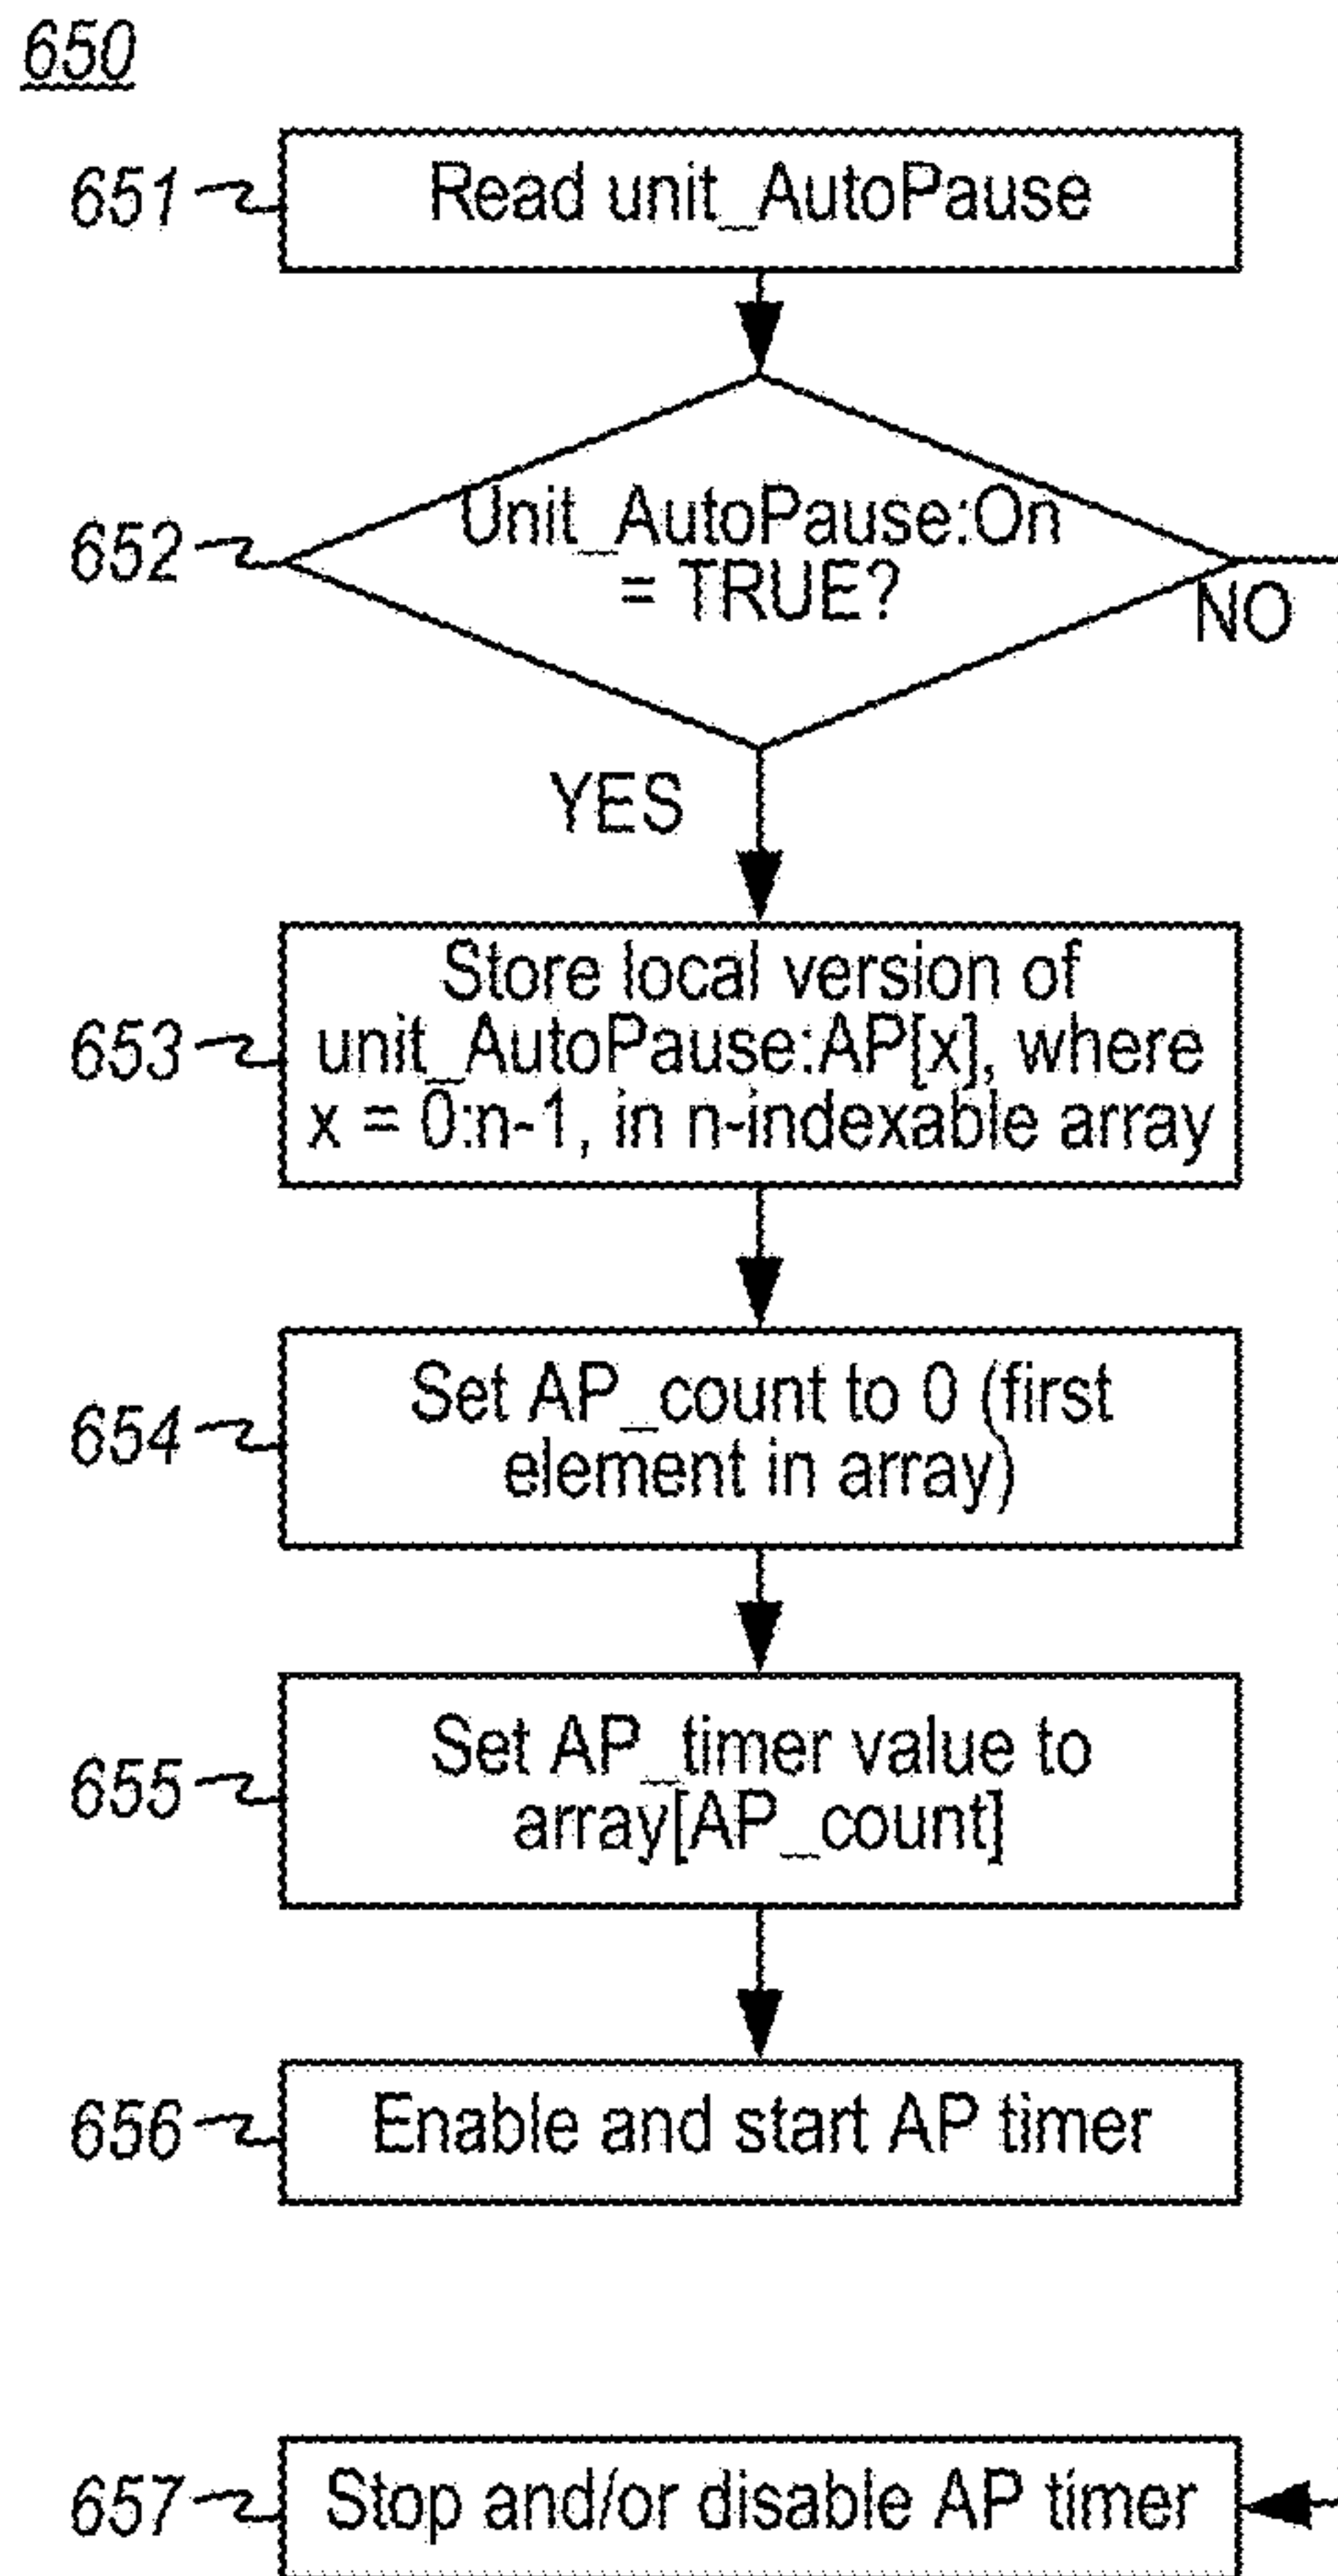 650
651
Read unit_AutoPause
652
Unit_AutoPause:On
= TRUE?
NO
YES
653
Store local version of
unit_AutoPause:AP[x], where
x = 0:n-1, in n-indexable array
654
Set AP_count to 0 (first
element in array)
655
Set AP_timer value to
array[AP_count]
656
Enable and start AP timer
657
Stop and/or disable AP timer